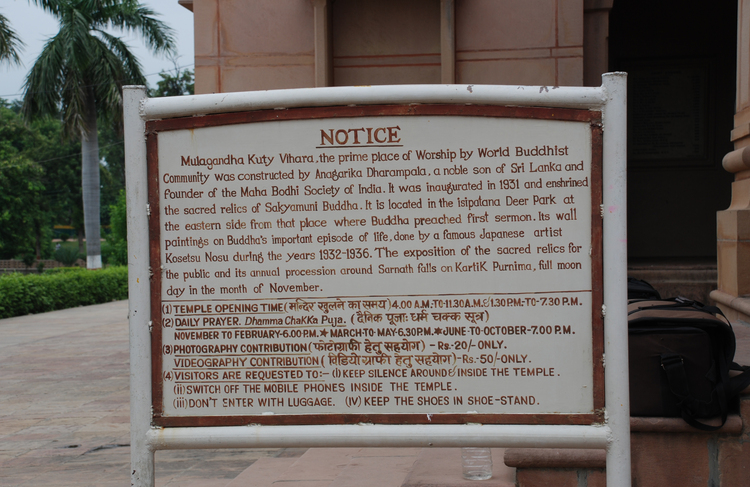 NOTICE
Mulagandha Kuty Vihara, the prime place of Worship by World Buddhist
Community was constructed by Anagarika Dharampala, a noble son of Sri Lanka and
founder of the Maha Bodhi Society of India. It was inaugurated in 1931 and enshrined
the sacred relics of Sakyamuni Buddha. It is located in the isipatana Deer Park at
the eastern side from that place where Buddha preached first sermon. Its wall
paintings on Buddha's important episode of life, done by a famous Japanese artist
Kosetsu Nosu during the years 1932-1936. The exposition of the sacred relics for
the public and its annual procession around Sarnath falls on Kartik Purnima, full moon
day in the month of November.
(1) TEMPLE OPENING TIME (मन्दिर खुलने का समय) 4.00 A.M. TO-11.30 A.M. & 1.30 P.M.-TO-7.30 P.M.
(2) DAILY PRAYER. Dhamma Chakka Puja. (दैनिक पूजा: धर्म चक्क सूत्र)
NOVEMBER TO FEBRUARY-6.00 P.M. * MARCH-TO-MAY 6.30 P.M. * JUNE-TO-OCTOBER-7.00 P.M.
(3) PHOTOGRAPHY CONTRIBUTION (फोटोग्राफी हेतु सहयोग) - Rs-20/- ONLY.
VIDEOGRAPHY CONTRIBUTION (विडियोग्राफी हेतु सहयोग) - Rs-50/-ONLY.
(4) VISITORS ARE REQUESTED TO:- (i) KEEP SILENCE AROUND & INSIDE THE TEMPLE.
(ii) SWITCH OFF THE MOBILE PHONES INSIDE THE TEMPLE.
(iii) DON'T ENTER WITH LUGGAGE. (IV) KEEP THE SHOES IN SHOE-STAND.